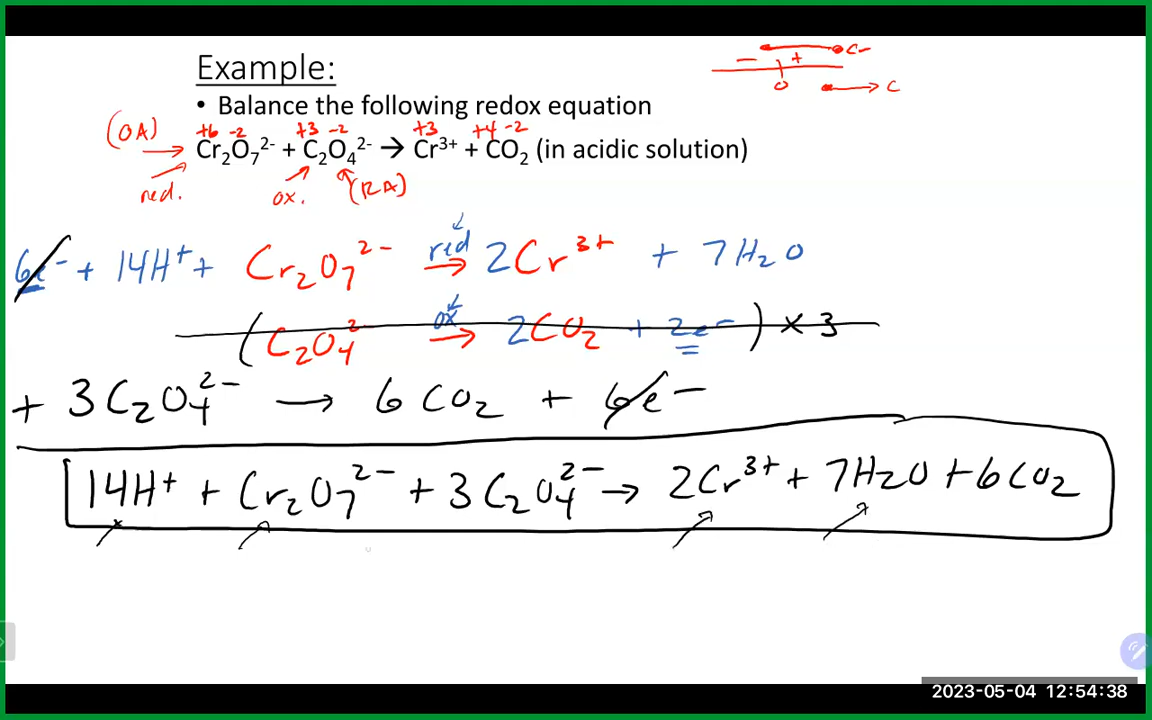 Example:
• Balance the following redox equation
(OA) +6 -2 +3 -2 +3 +4 -2
Cr₂O₇²⁻ + C₂O₄²⁻ → Cr³⁺ + CO₂ (in acidic solution)
red. ox. (RA)
- + e-
0 → e
6e⁻ + 14H⁺ + Cr₂O₇²⁻ red → 2Cr³⁺ + 7H₂O
(C₂O₄² ox → 2CO₂ + 2e⁻) × 3
+ 3C₂O₄²⁻ → 6CO₂ + 6e⁻
14H⁺ + Cr₂O₇²⁻ + 3C₂O₄²⁻ → 2Cr³⁺ + 7H₂O + 6CO₂
2023-05-04 12:54:38